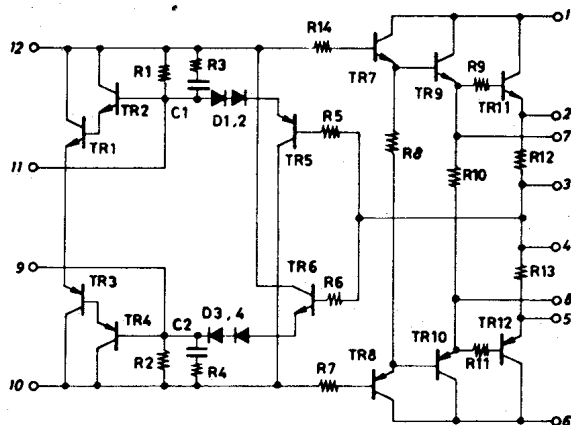 1
12
R14
R1
R3
TR7
R9
TR2
C1
D1,2
TR9
TR11
2
R5
7
TR1
TR5
R8
R12
R10
11
3
9
4
TR3
TR6
R13
TR4
C2
D3,4
R6
8
TR12
5
R2
R7
TR8
TR10
R11
10
R4
6